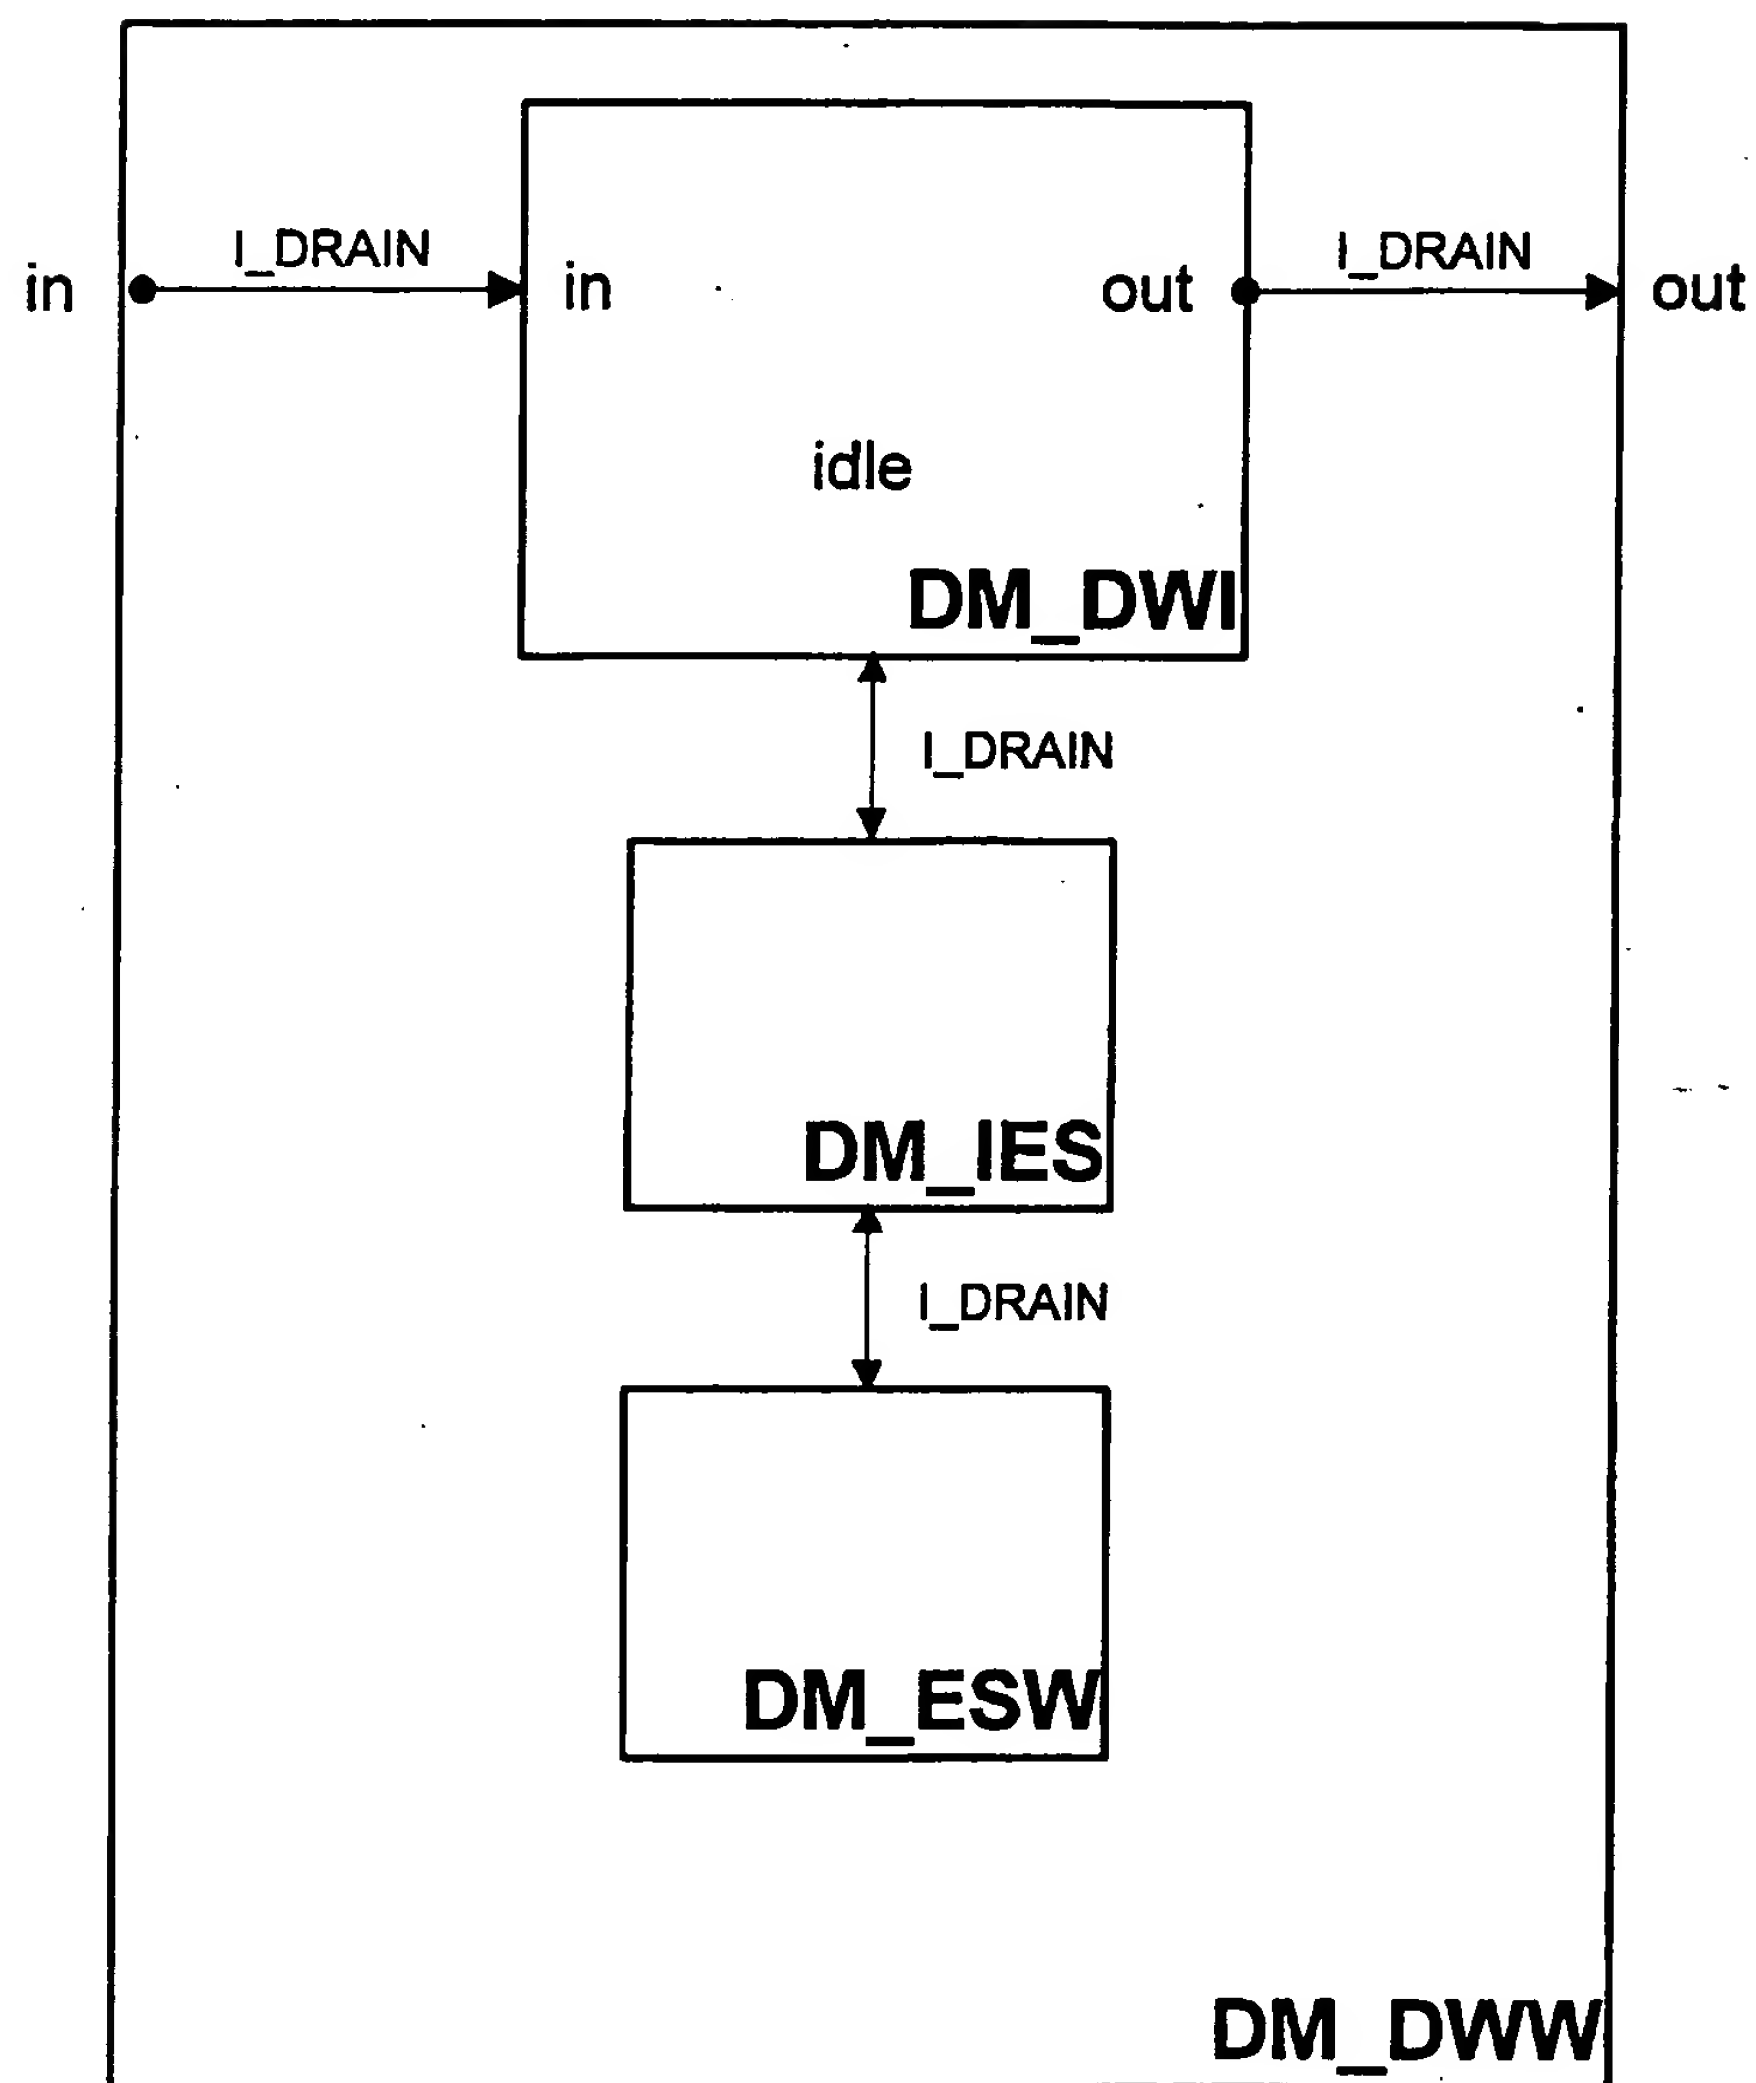 I_DRAIN I_DRAIN
in in out out
idle
DM_DWI
I_DRAIN
DM_IES
I_DRAIN
DM_ESW
DM_DWW